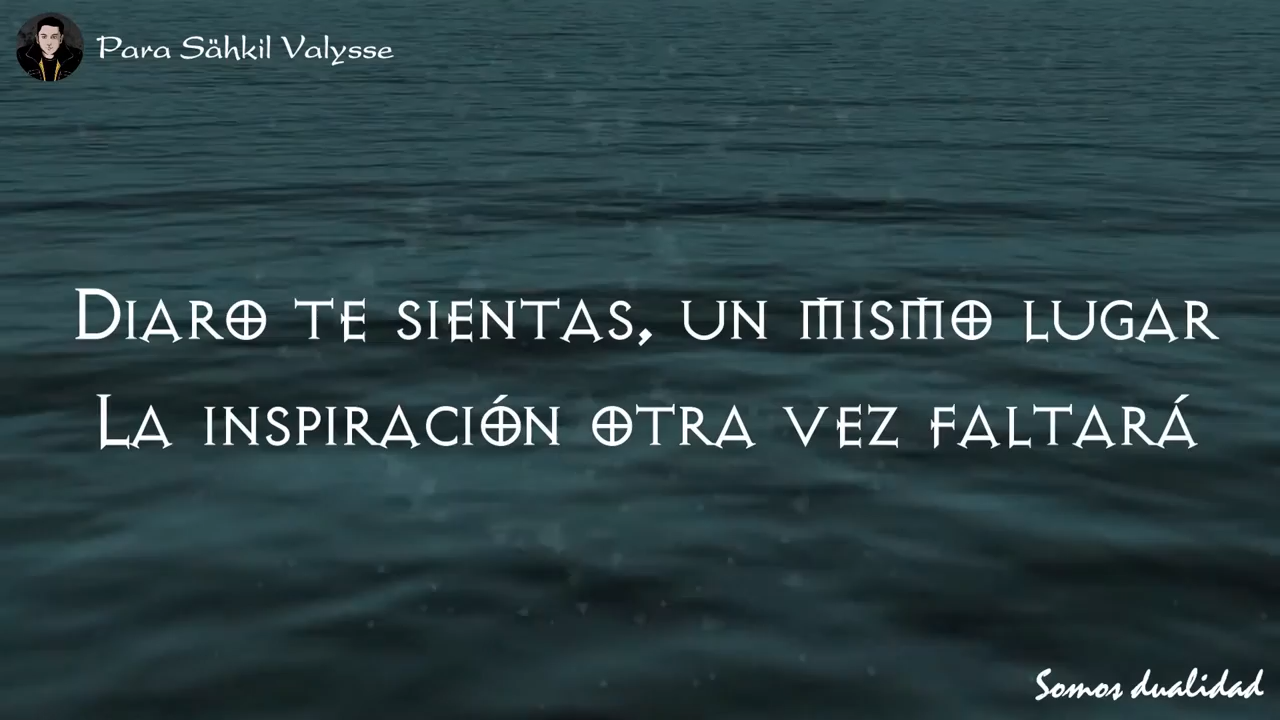 Para Sähkil Valysse
Diaro te sientas, un mismo lugar
La inspiración otra vez faltará
Somos dualidad